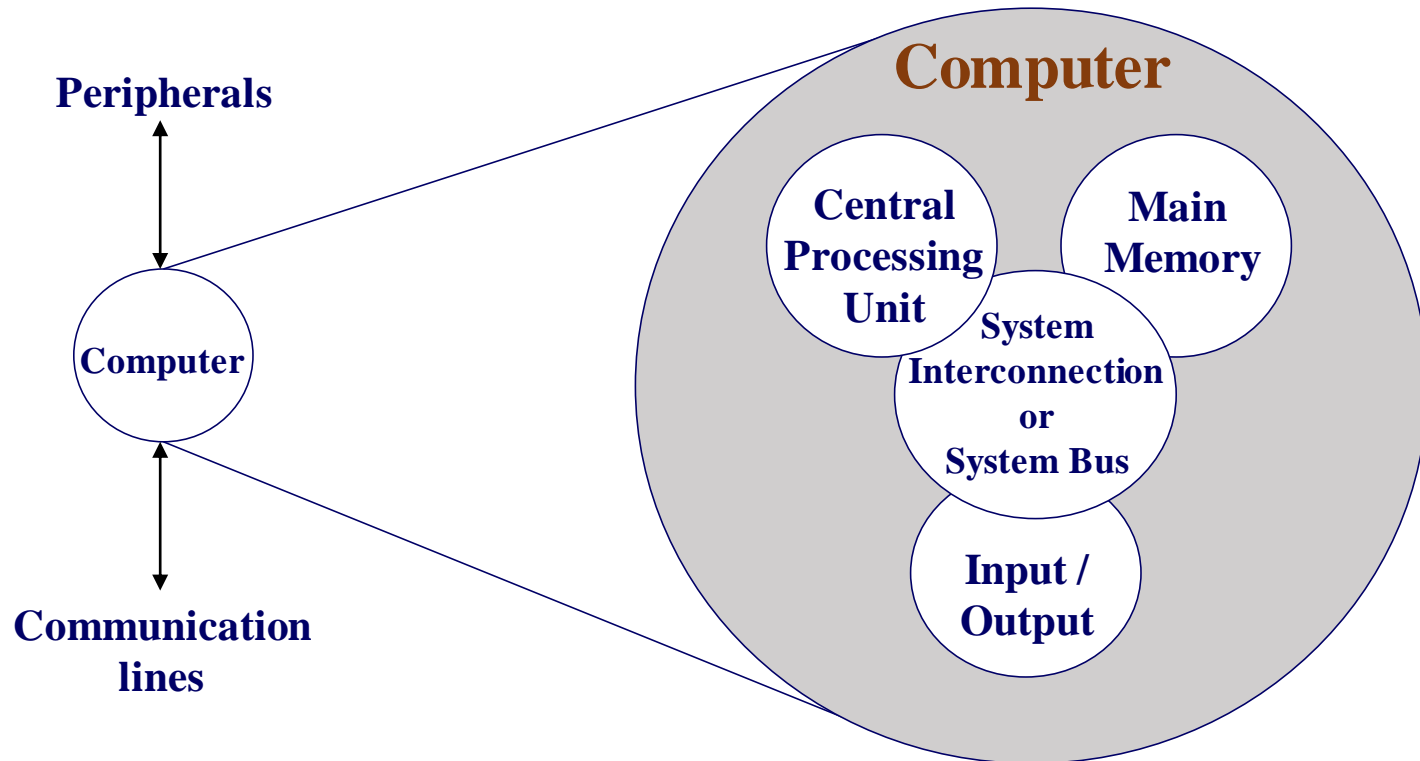 Peripherals
Computer
Communication
lines
Computer
Central
Processing
Unit
Main
Memory
System
Interconnection
or
System Bus
Input /
Output